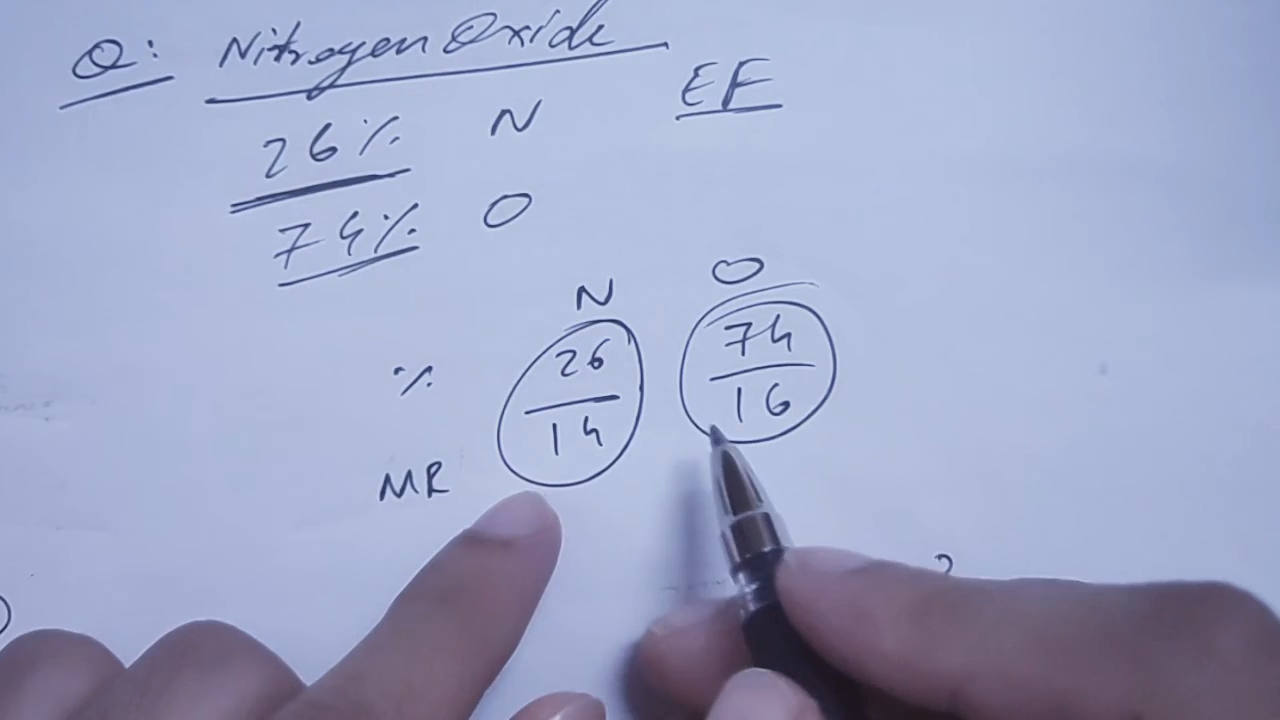 Q: Nitrogen Oxide
26% N EF
74% O
N O
% 26/14 74/16
MR